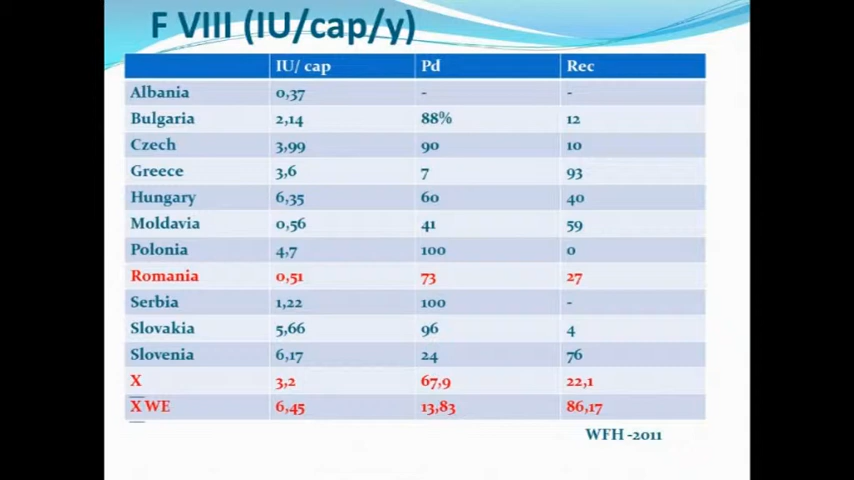 F VIII (IU/cap/y)
IU/ cap Pd Rec
Albania 0,37 - -
Bulgaria 2,14 88% 12
Czech 3,99 90 10
Greece 3,6 7 93
Hungary 6,35 60 40
Moldavia 0,56 41 59
Polonia 4,7 100 0
Romania 0,51 73 27
Serbia 1,22 100 -
Slovakia 5,66 96 4
Slovenia 6,17 24 76
X 3,2 67,9 22,1
X WE 6,45 13,83 86,17
WFH -2011